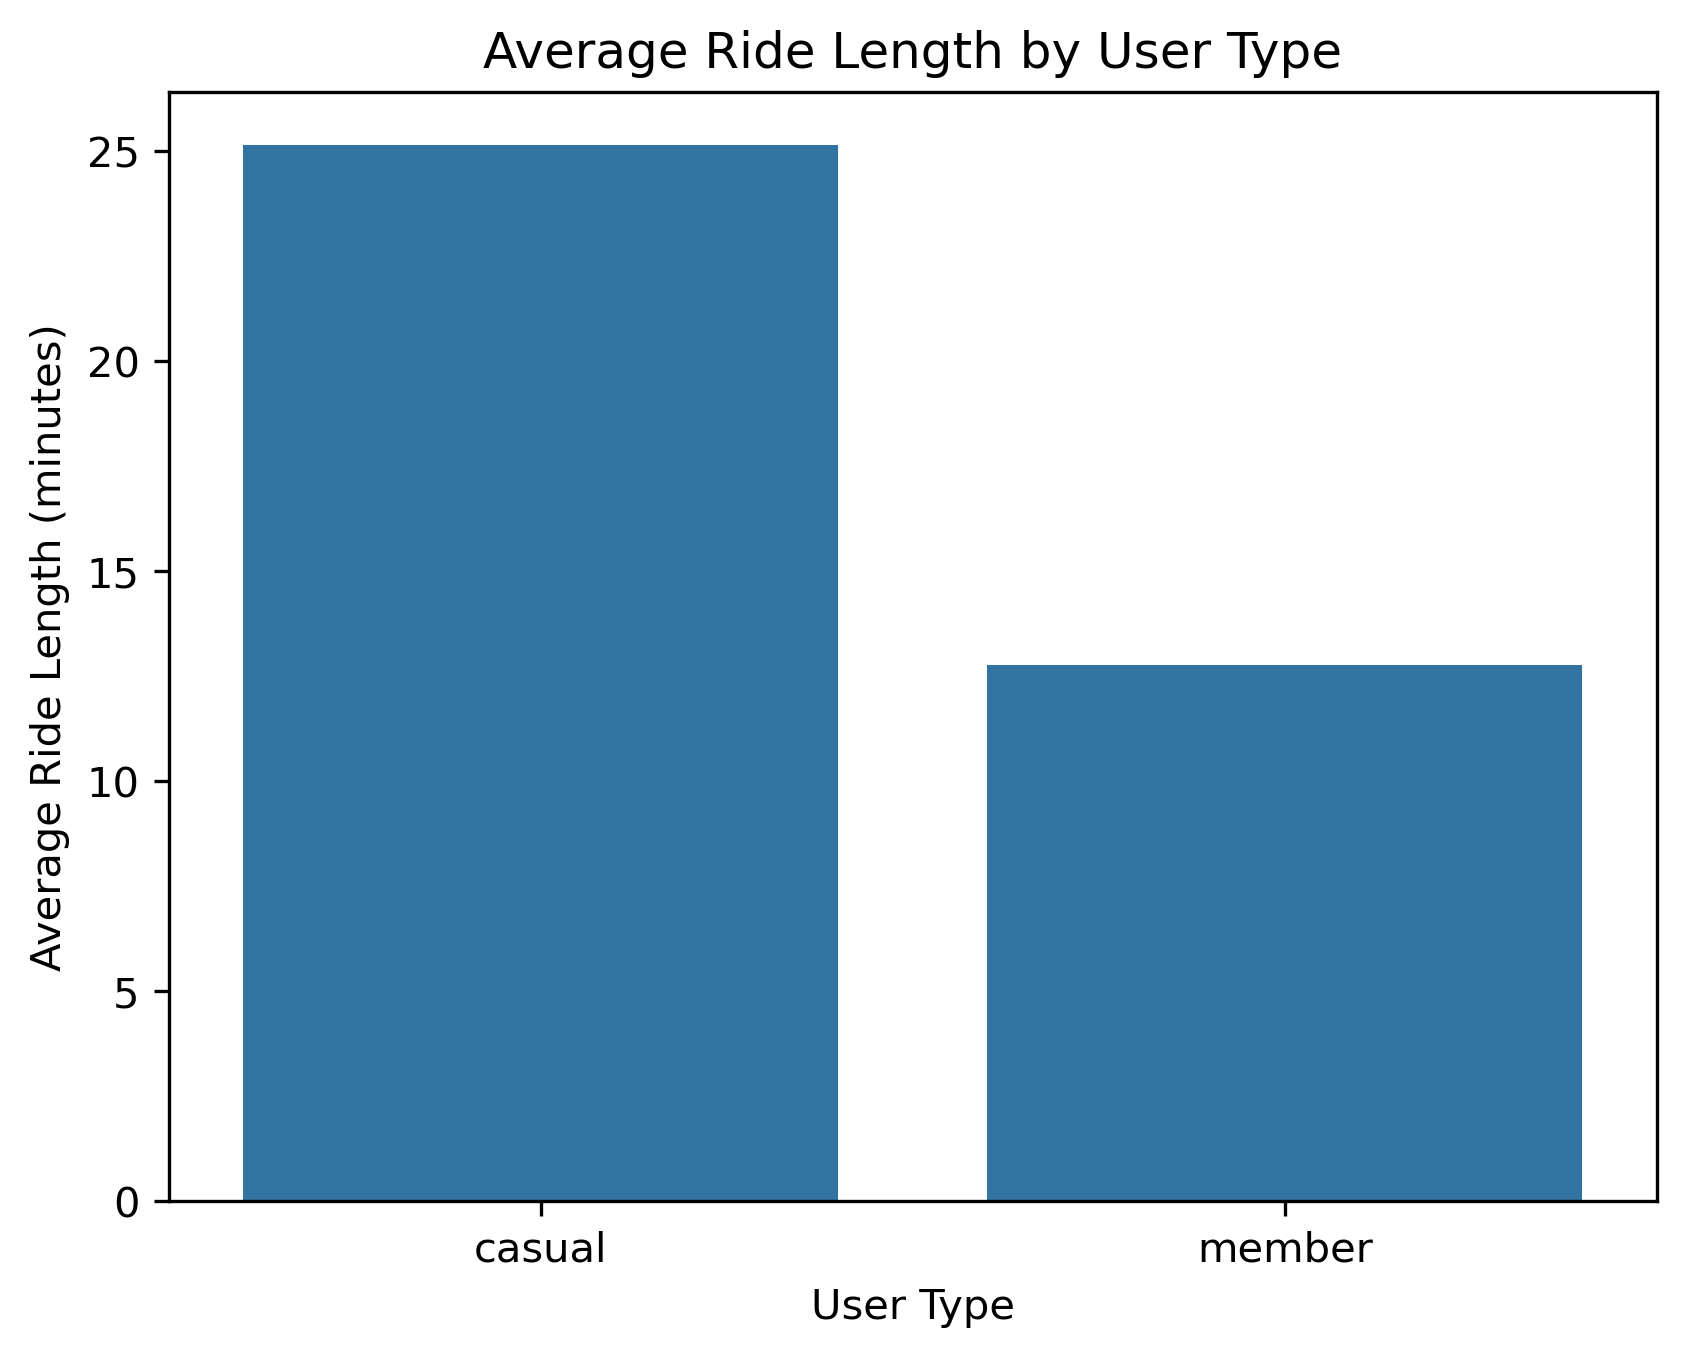 Average Ride Length by User Type
Average Ride Length (minutes)
25
20
15
10
5
0
casual
member
User Type